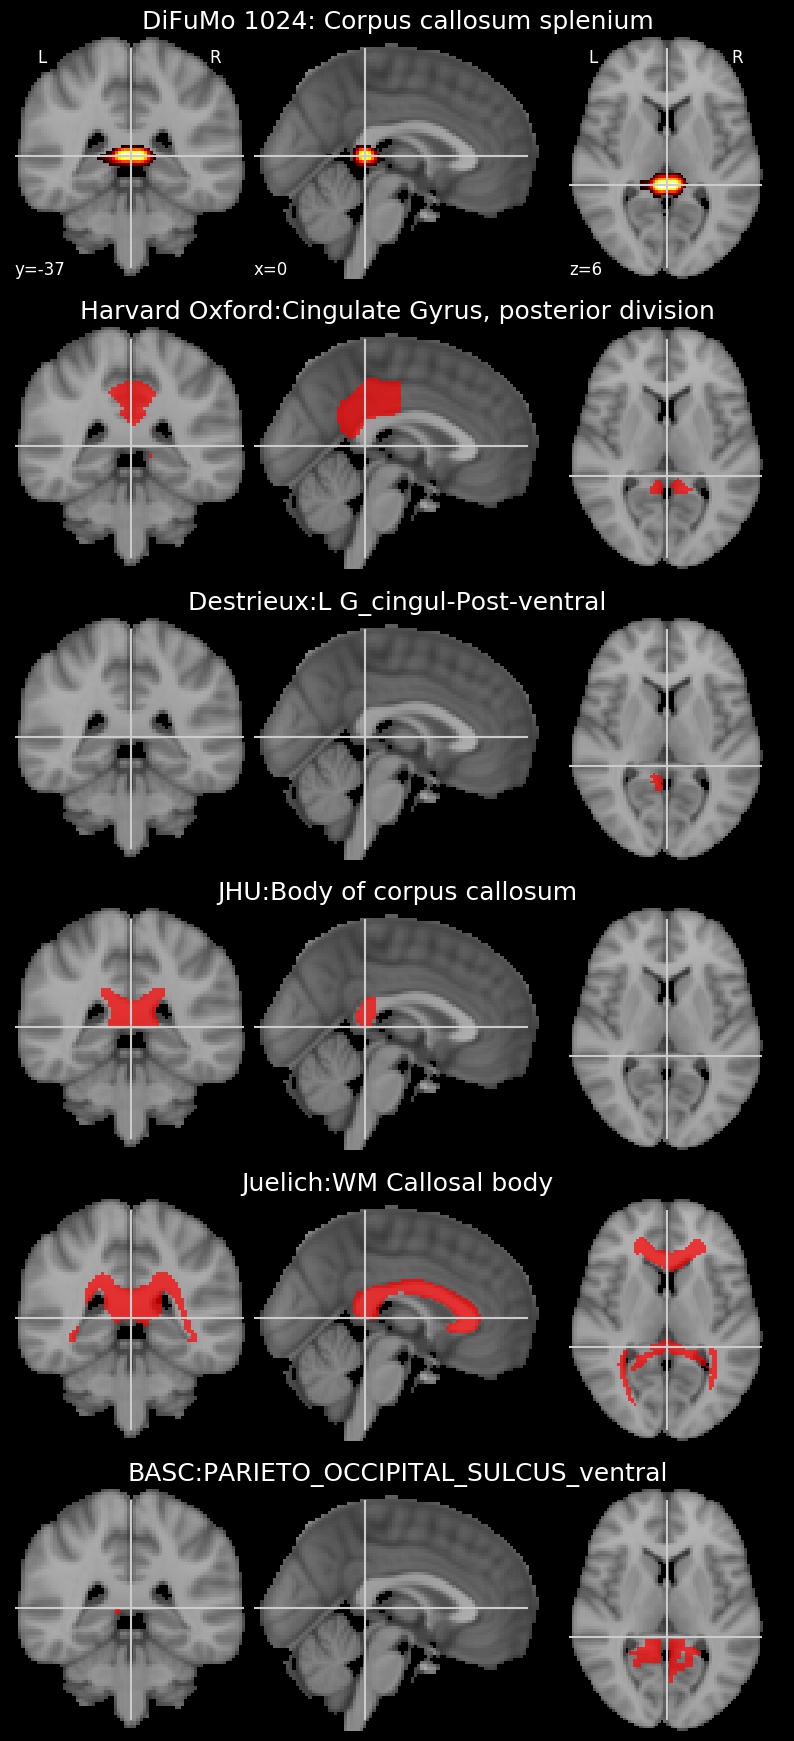 DiFuMo 1024: Corpus callosum splenium
L R L R
y=-37 x=0 z=6
Harvard Oxford:Cingulate Gyrus, posterior division
Destrieux:L G_cingul-Post-ventral
JHU:Body of corpus callosum
Juelich:WM Callosal body
BASC:PARIETO_OCCIPITAL_SULCUS_ventral